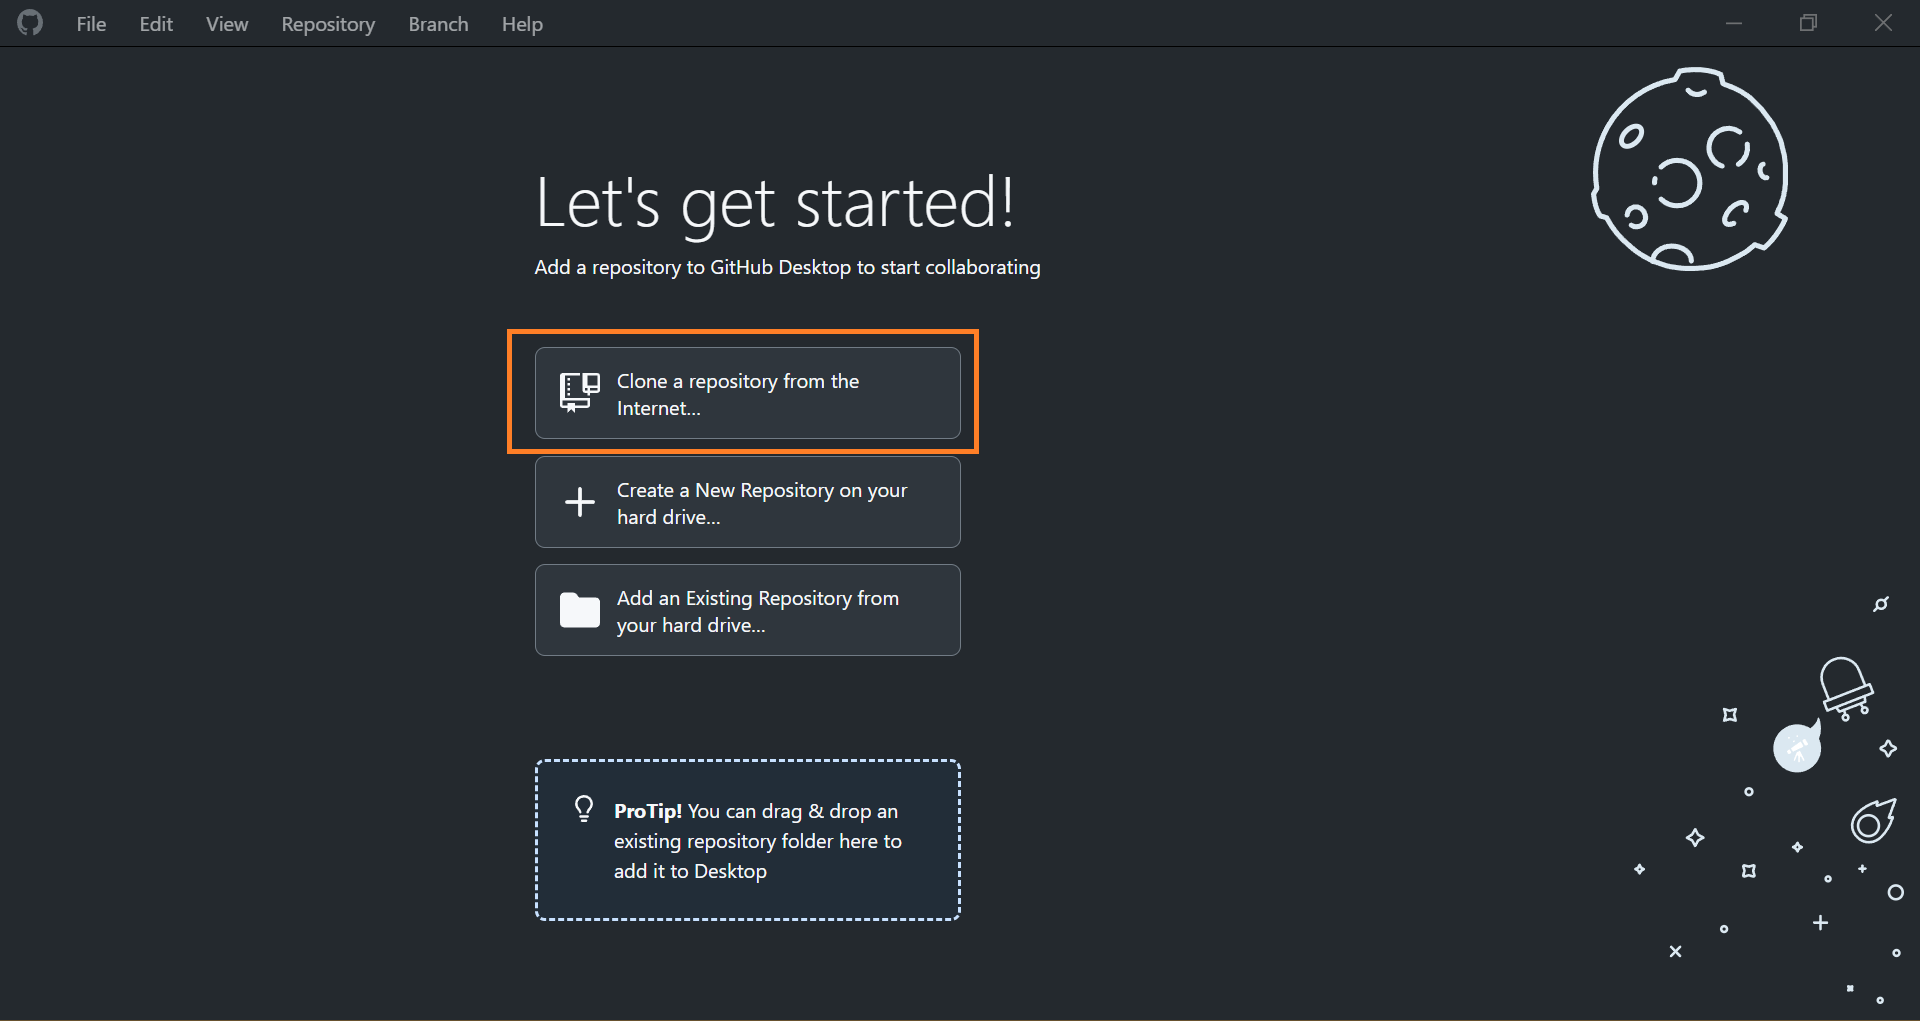 File Edit View Repository Branch Help
Let's get started!
Add a repository to GitHub Desktop to start collaborating
Clone a repository from the
Internet...
Create a New Repository on your
hard drive...
Add an Existing Repository from
your hard drive...
ProTip! You can drag & drop an
existing repository folder here to
add it to Desktop